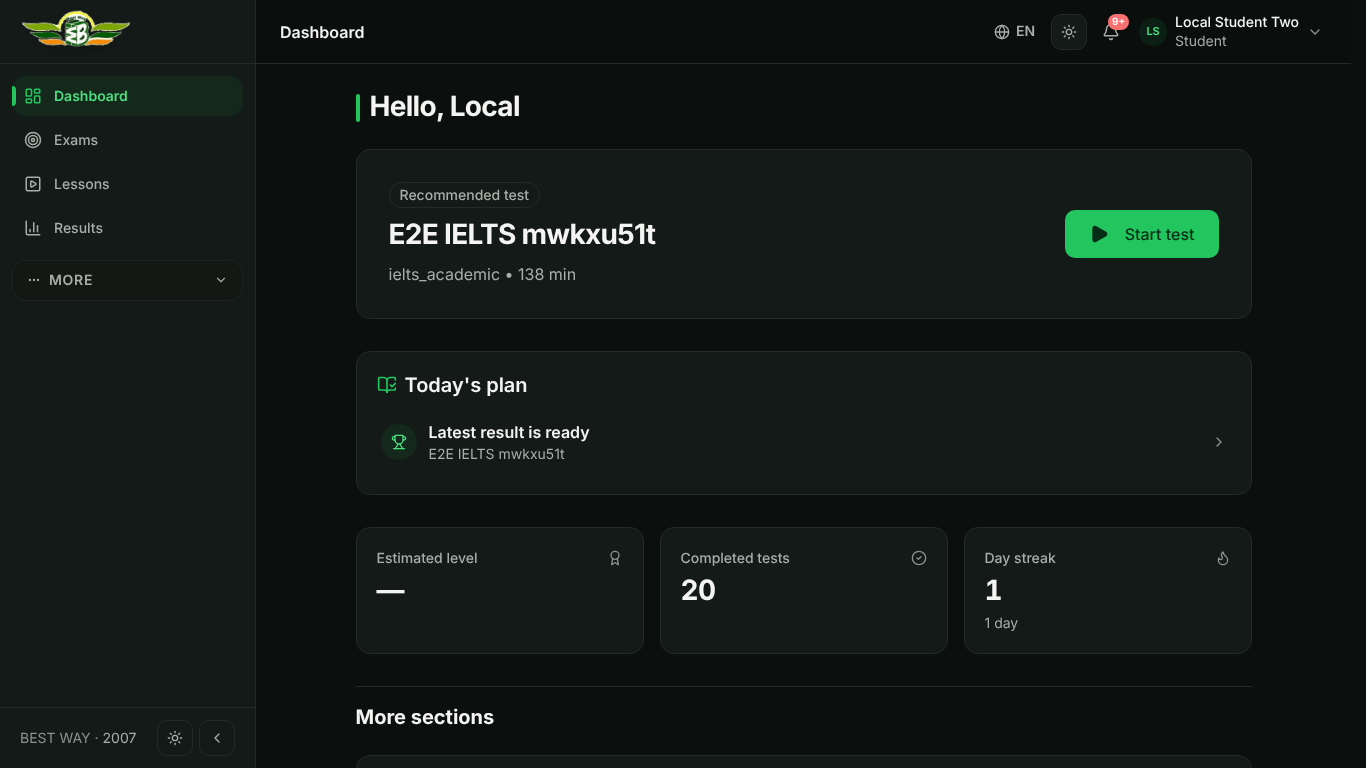 Dashboard
EN
9+
LS
Local Student Two
Student
Dashboard
Exams
Lessons
Results
MORE
BEST WAY · 2007
Hello, Local
Recommended test
E2E IELTS mwkxu51t
ielts_academic • 138 min
Start test
Today's plan
Latest result is ready
E2E IELTS mwkxu51t
Estimated level
—
Completed tests
20
Day streak
1
1 day
More sections